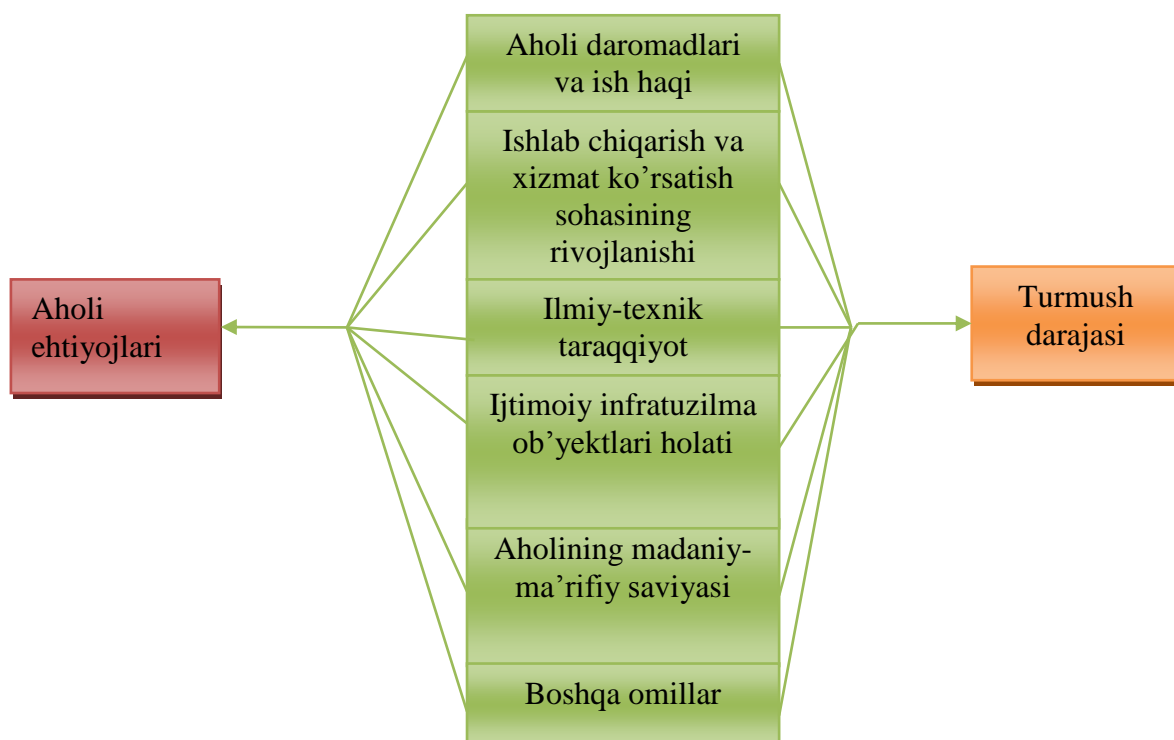 Aholi daromadlari
va ish haqi
Ishlab chiqarish va
xizmat ko’rsatish
sohasining
rivojlanishi
Aholi
ehtiyojlari
Ilmiy-texnik
taraqqiyot
Turmush
darajasi
Ijtimoiy infratuzilma
ob’yektlari holati
Aholining madaniy-
ma’rifiy saviyasi
Boshqa omillar